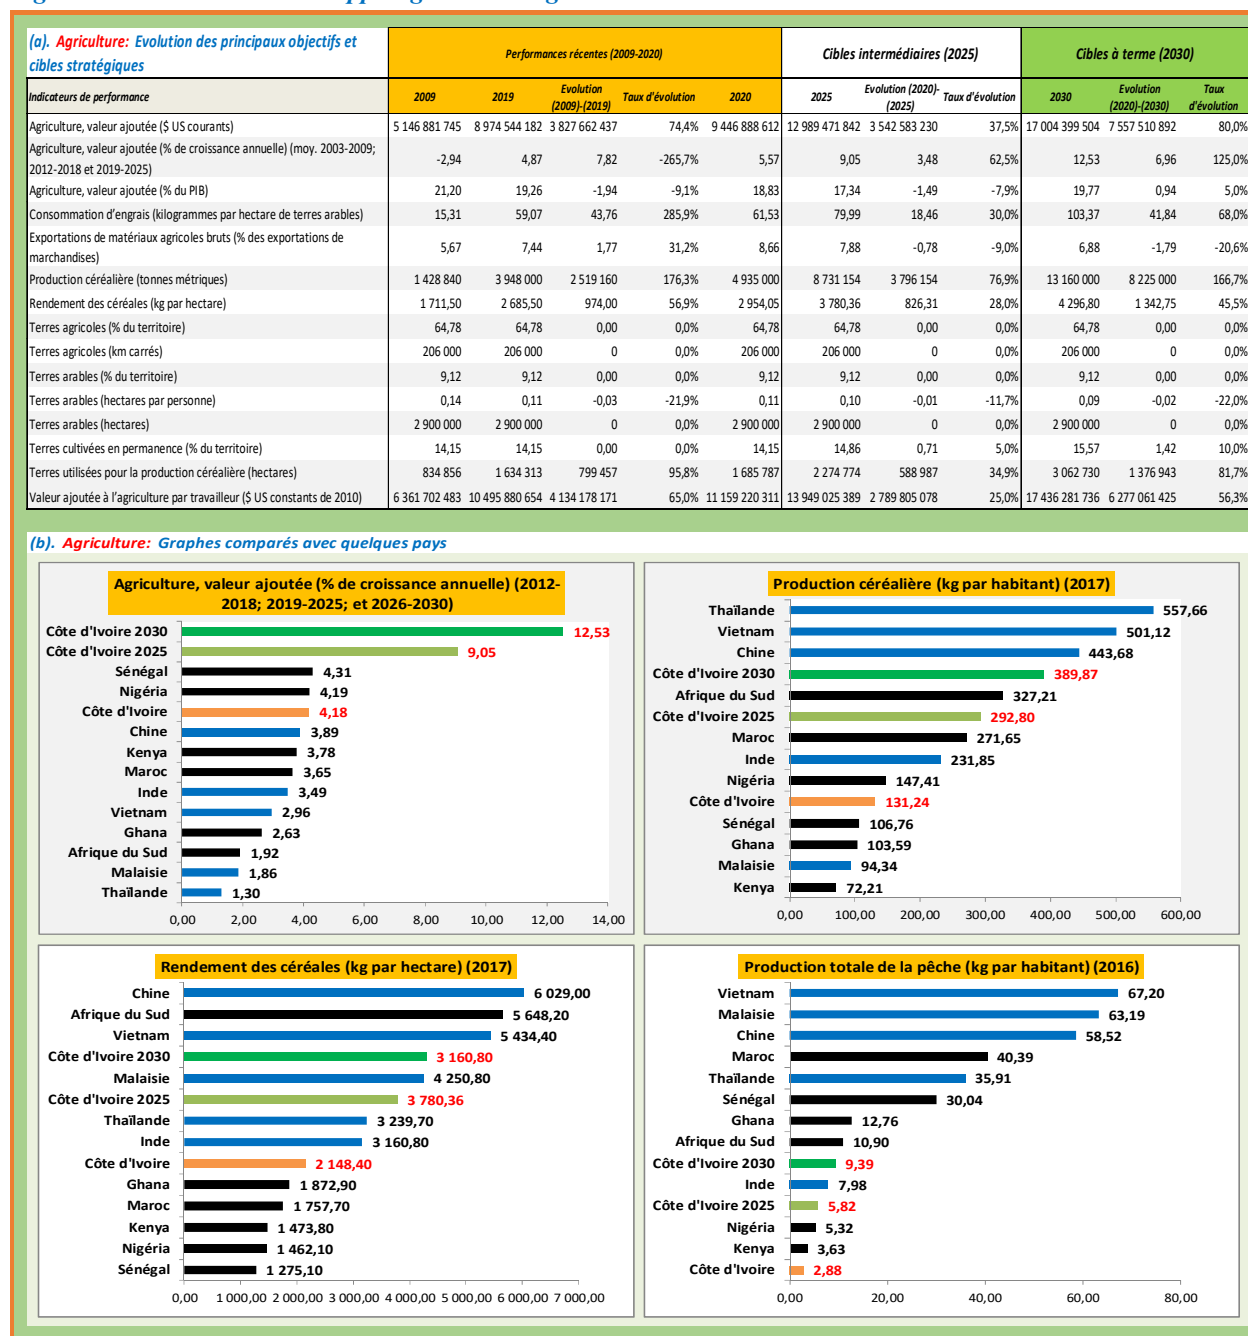 (a). Agriculture: Evolution des principaux objectifs et
cibles stratégiques
Performances récentes (2009-2020)
Cibles intermédiaires (2025)
Cibles à terme (2030)
Indicateurs de performance 2009 2019 Evolution (2009)-(2019) Taux d'évolution 2020 2025 Evolution (2020)-(2025) Taux d'évolution 2030 Evolution (2020)-(2030) Taux d'évolution
Agriculture, valeur ajoutée ($ US courants) 5 146 881 745 8 974 544 182 3 827 662 437 74,4% 9 446 888 612 12 989 471 842 3 542 583 230 37,5% 17 004 399 504 7 557 510 892 80,0%
Agriculture, valeur ajoutée (% de croissance annuelle) (moy. 2003-2009;
2012-2018 et 2019-2025) -2,94 4,87 7,82 -265,7% 5,57 9,05 3,48 62,5% 12,53 6,96 125,0%
Agriculture, valeur ajoutée (% du PIB) 21,20 19,26 -1,94 -9,1% 18,83 17,34 -1,49 -7,9% 19,77 0,94 5,0%
Consommation d'engrais (kilogrammes par hectare de terres arables) 15,31 59,07 43,76 285,9% 61,53 79,99 18,46 30,0% 103,37 41,84 68,0%
Exportations de matériaux agricoles bruts (% des exportations de
marchandises) 5,67 7,44 1,77 31,2% 8,66 7,88 -0,78 -9,0% 6,88 -1,79 -20,6%
Production céréalière (tonnes métriques) 1 428 840 3 948 000 2 519 160 176,3% 4 935 000 8 731 154 3 796 154 76,9% 13 160 000 8 225 000 166,7%
Rendement des céréales (kg par hectare) 1 711,50 2 685,50 974,00 56,9% 2 954,05 3 780,36 826,31 28,0% 4 296,80 1 342,75 45,5%
Terres agricoles (% du territoire) 64,78 64,78 0,00 0,0% 64,78 64,78 0,00 0,0% 64,78 0,00 0,0%
Terres agricoles (km carrés) 206 000 206 000 0 0,0% 206 000 206 000 0 0,0% 206 000 0 0,0%
Terres arables (% du territoire) 9,12 9,12 0,00 0,0% 9,12 9,12 0,00 0,0% 9,12 0,00 0,0%
Terres arables (hectares par personne) 0,14 0,11 -0,03 -21,9% 0,11 0,10 -0,01 -11,7% 0,09 -0,02 -22,0%
Terres arables (hectares) 2 900 000 2 900 000 0 0,0% 2 900 000 2 900 000 0 0,0% 2 900 000 0 0,0%
Terres cultivées en permanence (% du territoire) 14,15 14,15 0,00 0,0% 14,15 14,86 0,71 5,0% 15,57 1,42 10,0%
Terres utilisées pour la production céréalière (hectares) 834 856 1 634 313 799 457 95,8% 1 685 787 2 274 774 588 987 34,9% 3 062 730 1 376 943 81,7%
Valeur ajoutée à l'agriculture par travailleur ($ US constants de 2010) 6 361 702 483 10 495 880 654 4 134 178 171 65,0% 11 159 220 311 13 949 025 389 2 789 805 078 25,0% 17 436 281 736 6 277 061 425 56,3%
(b). Agriculture: Graphes comparés avec quelques pays
Agriculture, valeur ajoutée (% de croissance annuelle) (2012-
2018; 2019-2025; et 2026-2030)
Côte d'Ivoire 2030 12,53
Côte d'Ivoire 2025 9,05
Sénégal 4,31
Nigéria 4,19
Côte d'Ivoire 4,18
Chine 3,89
Kenya 3,78
Maroc 3,65
Inde 3,49
Vietnam 2,96
Ghana 2,63
Afrique du Sud 1,92
Malaisie 1,86
Thaïlande 1,30
0,00 2,00 4,00 6,00 8,00 10,00 12,00 14,00
Production céréalière (kg par habitant) (2017)
Thaïlande 557,66
Vietnam 501,12
Chine 443,68
Côte d'Ivoire 2030 389,87
Afrique du Sud 327,21
Côte d'Ivoire 2025 292,80
Maroc 271,65
Inde 231,85
Nigéria 147,41
Côte d'Ivoire 131,24
Sénégal 106,76
Ghana 103,59
Malaisie 94,34
Kenya 72,21
0,00 100,00 200,00 300,00 400,00 500,00 600,00
Rendement des céréales (kg par hectare) (2017)
Chine 6 029,00
Afrique du Sud 5 648,20
Vietnam 5 434,40
Côte d'Ivoire 2030 3 160,80
Malaisie 4 250,80
Côte d'Ivoire 2025 3 780,36
Thaïlande 3 239,70
Inde 3 160,80
Côte d'Ivoire 2 148,40
Ghana 1 872,90
Maroc 1 757,70
Kenya 1 473,80
Nigéria 1 462,10
Sénégal 1 275,10
0,00 1 000,00 2 000,00 3 000,00 4 000,00 5 000,00 6 000,00 7 000,00
Production totale de la pêche (kg par habitant) (2016)
Vietnam 67,20
Malaisie 63,19
Chine 58,52
Maroc 40,39
Thaïlande 35,91
Sénégal 30,04
Ghana 12,76
Afrique du Sud 10,90
Côte d'Ivoire 2030 9,39
Inde 7,98
Côte d'Ivoire 2025 5,82
Nigéria 5,32
Kenya 3,63
Côte d'Ivoire 2,88
0,00 20,00 40,00 60,00 80,00